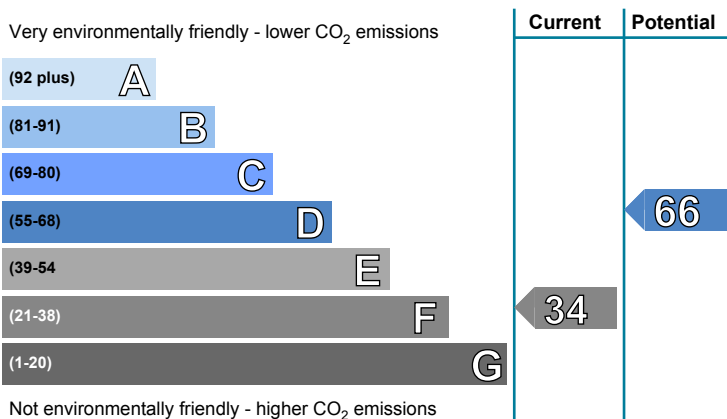 Current Potential
Very environmentally friendly - lower CO2 emissions
(92 plus) A
(81-91) B
(69-80) C
(55-68) D 66
(39-54 E
(21-38) F 34
(1-20) G
Not environmentally friendly - higher CO2 emissions